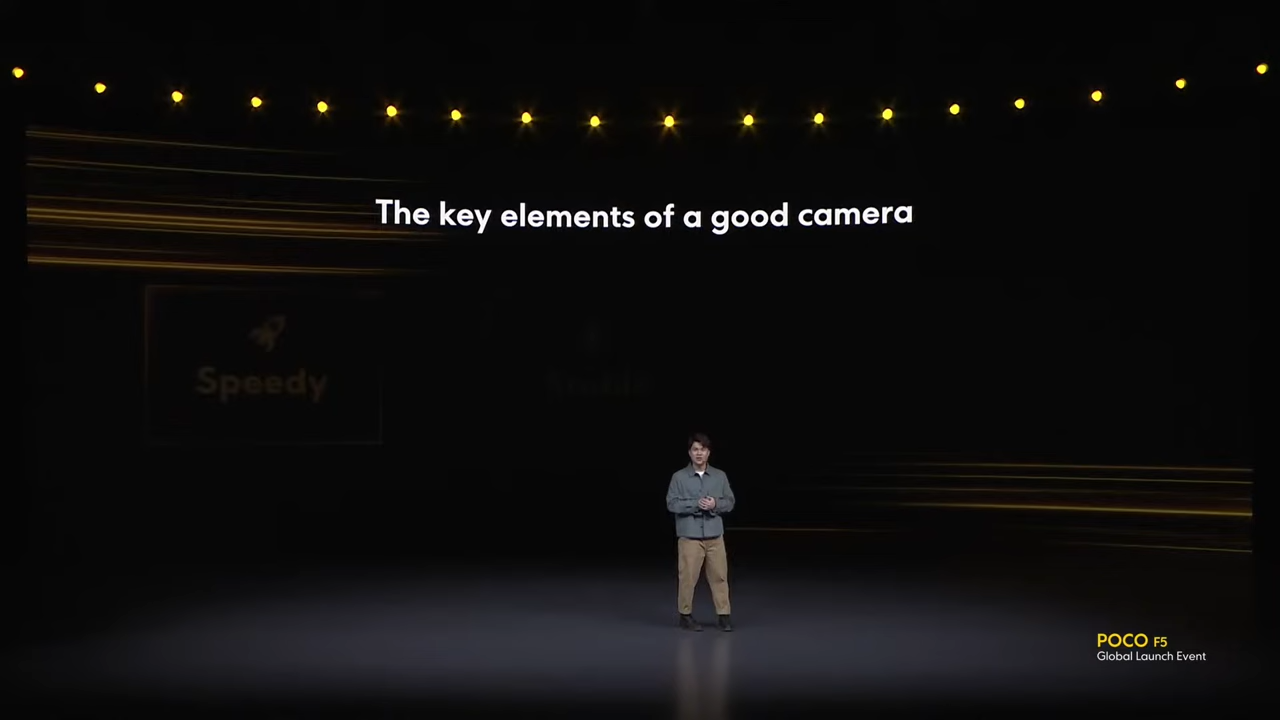 The key elements of a good camera
Speedy
POCO F5
Global Launch Event